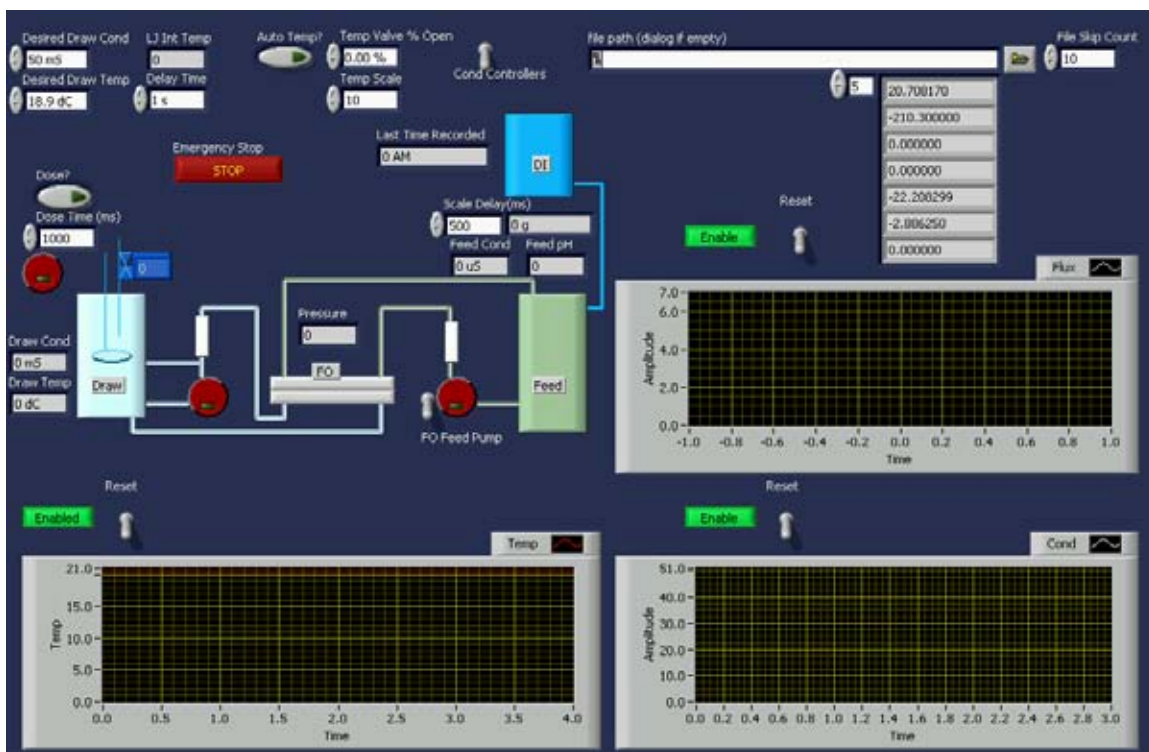 Desired Draw Cond
50 mS
LJ Int Temp
0
Auto Temp?
Temp Valve % Open
0.00 %
Cond Controllers
file path (dialog if empty)
File Skip Count
10
Desired Draw Temp
18.9 dC
Delay Time
1 s
Temp Scale
10
5
20.708170
-210.300000
0.000000
0.000000
-22.208299
-2.886250
0.000000
Emergency Stop
STOP
Last Time Recorded
0 AM
DI
Dose?
Dose Time (ms)
1000
0
Scale Delay(ms)
500
0 g
Feed Cond
0 uS
Feed pH
0
Reset
Enable
Flux
7.0
6.0
4.0
2.0
0.0
Amplitude
-1.0 -0.8 -0.6 -0.4 -0.2 0.0 0.2 0.4 0.6 0.8 1.0
Time
Pressure
0
Draw Cond
0 mS
Draw Temp
0 dC
Draw
FO
Feed
FO Feed Pump
Reset
Enabled
Temp
21.0
15.0
10.0
5.0
0.0
Temp
0.0 0.5 1.0 1.5 2.0 2.5 3.0 3.5 4.0
Time
Reset
Enable
Cond
51.0
40.0
30.0
20.0
10.0
0.0
Amplitude
0.0 0.2 0.4 0.6 0.8 1.0 1.2 1.4 1.6 1.8 2.0 2.2 2.4 2.6 2.8 3.0
Time